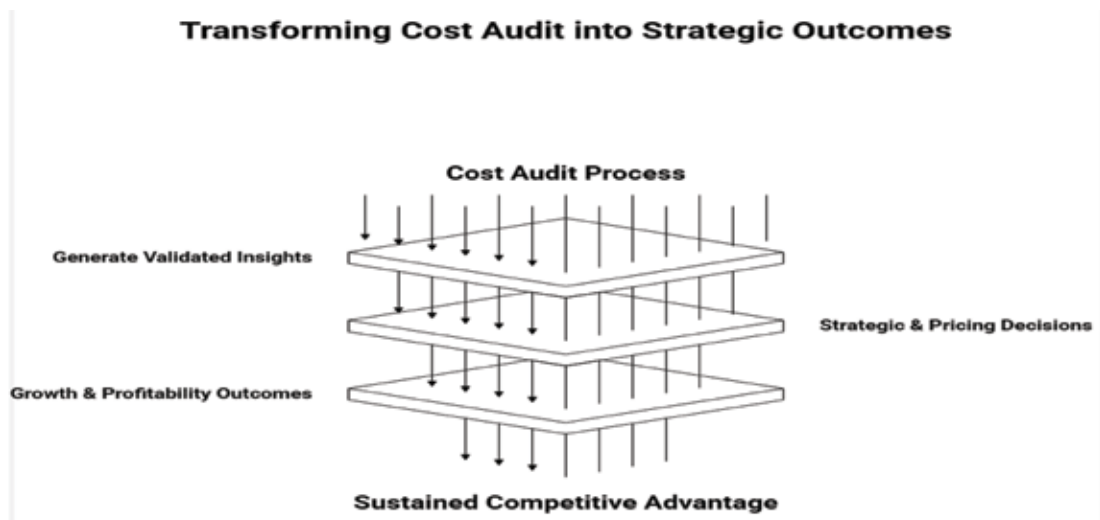 Transforming Cost Audit into Strategic Outcomes
Cost Audit Process
Generate Validated Insights
Strategic & Pricing Decisions
Growth & Profitability Outcomes
Sustained Competitive Advantage